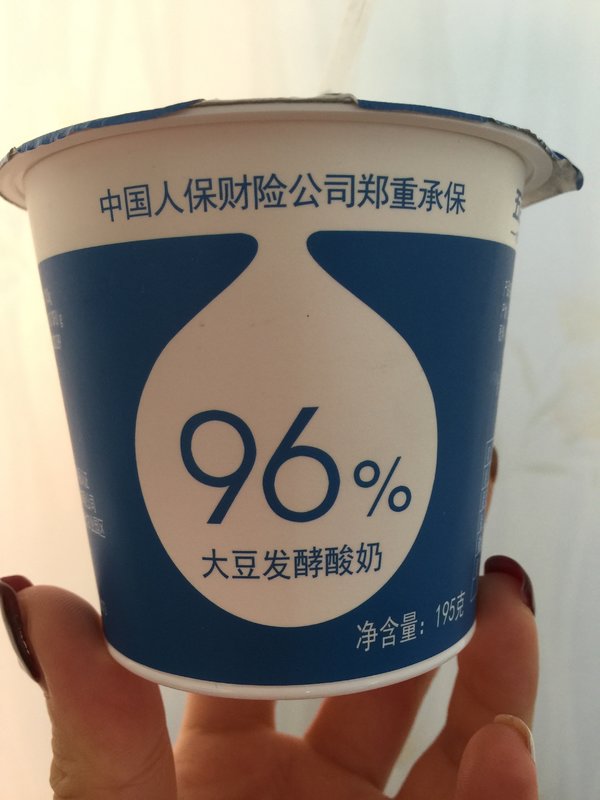 中国人保财险公司郑重承保
96%
大豆发酵酸奶
净含量：195克